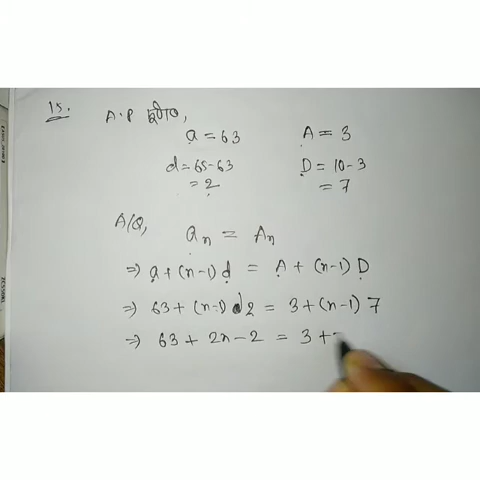 15.
A.P দুটাত,
a = 63 A = 3
d = 65-63 D = 10-3
= 2 = 7
A/Q,
aₙ = Aₙ
⇒ a + (n-1) d = A + (n-1) D
⇒ 63 + (n-1) 2 = 3 + (n-1) 7
⇒ 63 + 2n - 2 = 3 +